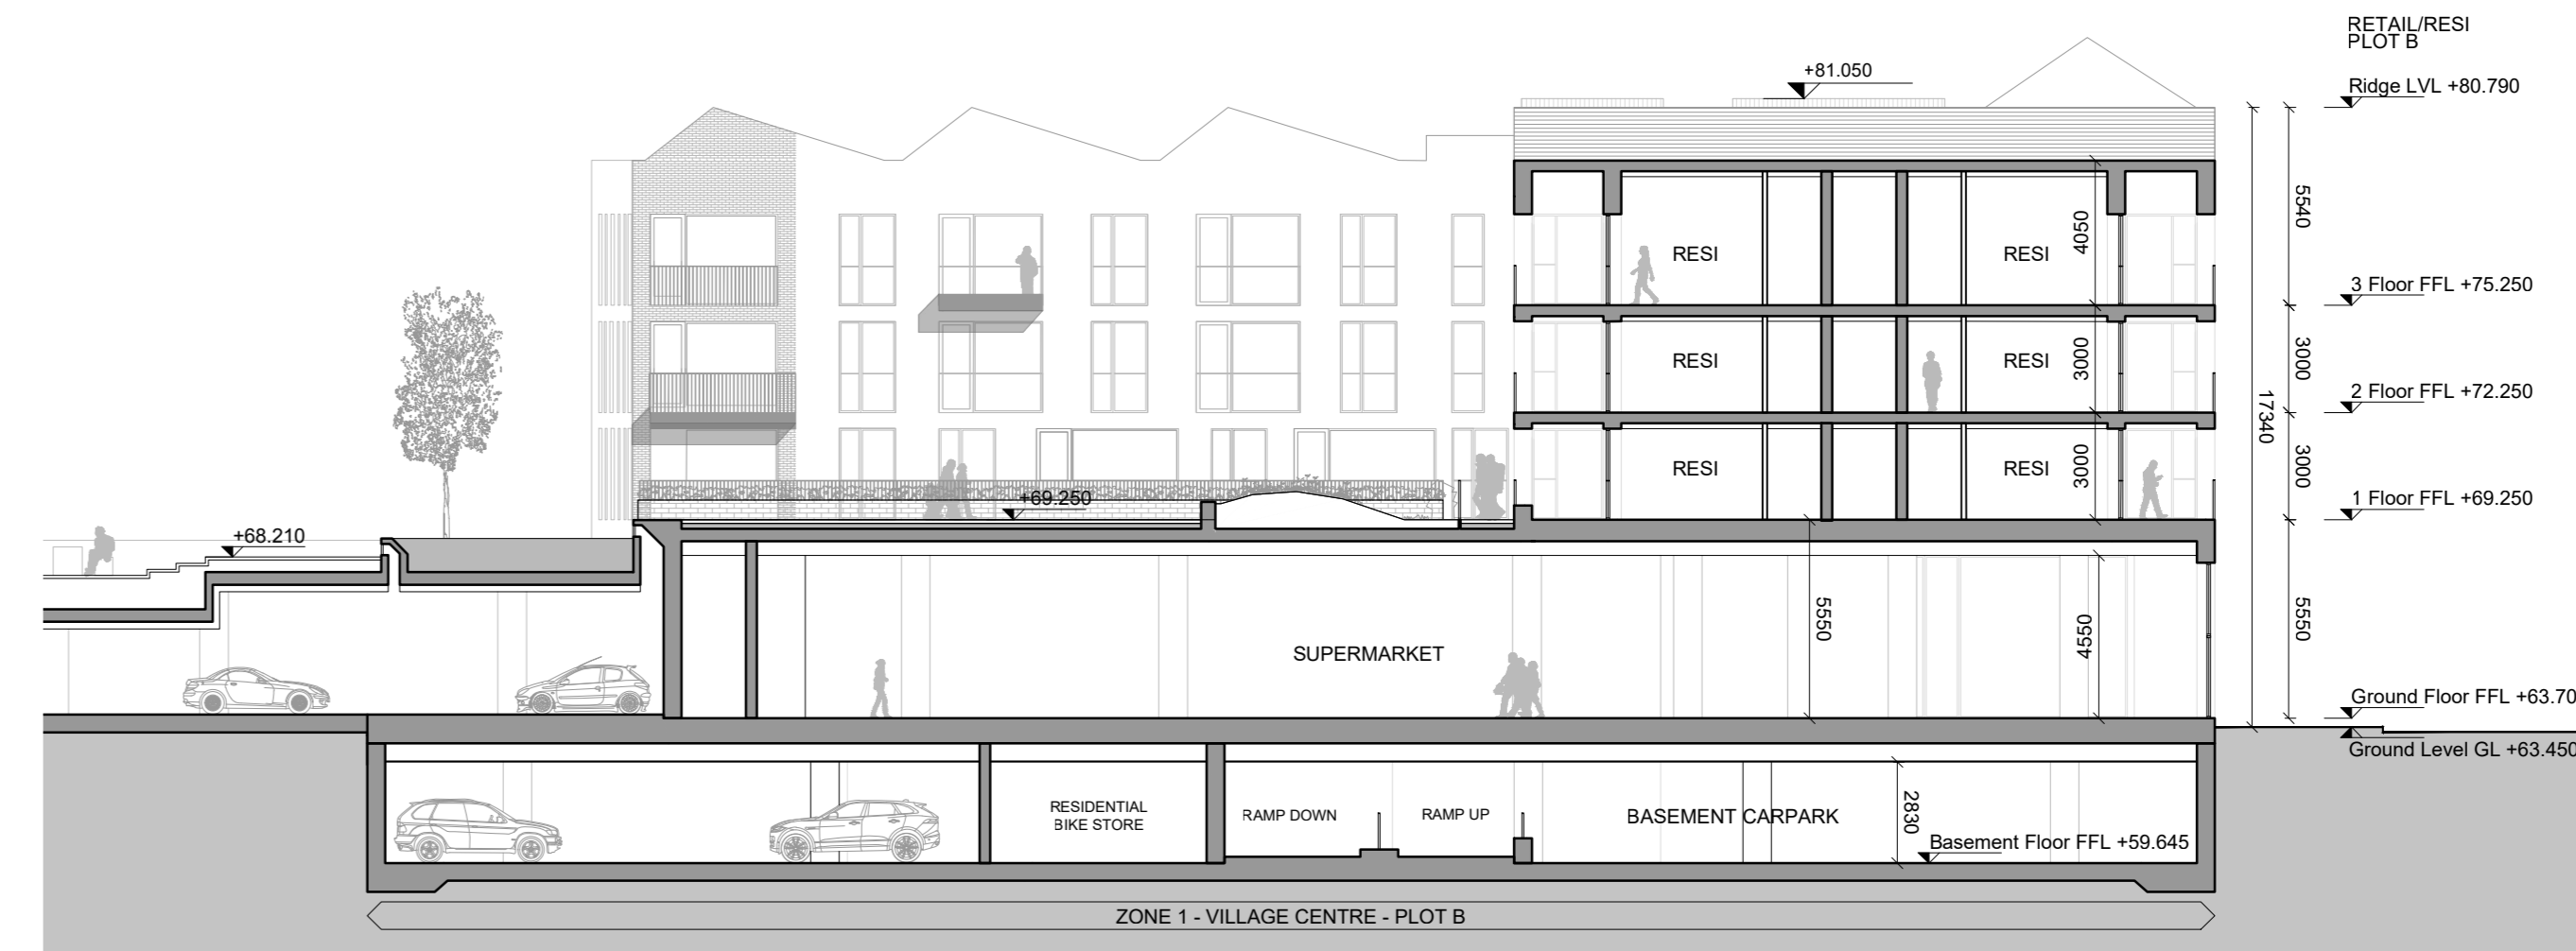 RETAIL/RESI
PLOT B
+81.050
Ridge LVL +80.790
5540
4050
RESI
RESI
3 Floor FFL +75.250
3000
3000
RESI
RESI
2 Floor FFL +72.250
17340
3000
3000
RESI
RESI
+69.250
1 Floor FFL +69.250
+68.210
5550
5550
4550
SUPERMARKET
Ground Floor FFL +63.70
Ground Level GL +63.450
RESIDENTIAL
BIKE STORE
RAMP DOWN
RAMP UP
BASEMENT CARPARK
2830
Basement Floor FFL +59.645
ZONE 1 - VILLAGE CENTRE - PLOT B